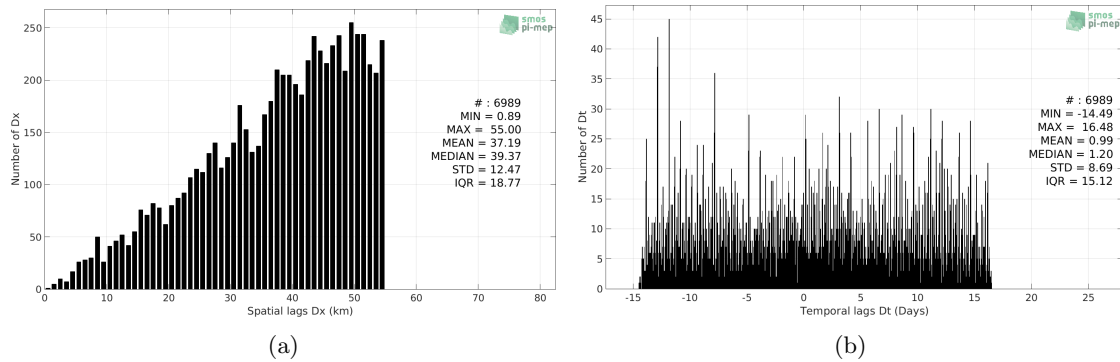 250
200
150
100
50
0
Number of Dx
0 10 20 30 40 50 60 70 80
Spatial lags Dx (km)
smos
pi-mep
# : 6989
MIN = 0.89
MAX = 55.00
MEAN = 37.19
MEDIAN = 39.37
STD = 12.47
IQR = 18.77
(a)
45
40
35
30
25
20
15
10
5
0
Number of Dt
-15 -10 -5 0 5 10 15 20 25
Temporal lags Dt (Days)
smos
pi-mep
# : 6989
MIN = -14.49
MAX = 16.48
MEAN = 0.99
MEDIAN = 1.20
STD = 8.69
IQR = 15.12
(b)